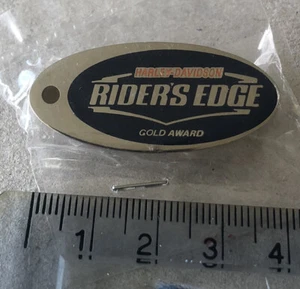 HARLEY-DAVIDSON
RIDER'S EDGE
GOLD AWARD
1 2 3 4